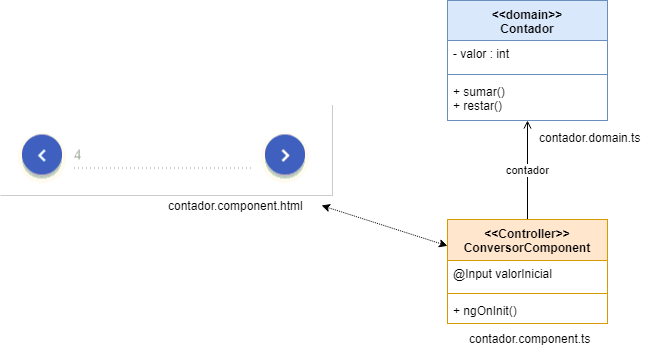 <<domain>>
Contador
- valor : int
+ sumar()
+ restar()
contador.domain.ts
4
contador
contador.component.html
<<Controller>>
ConversorComponent
@Input valorInicial
+ ngOnInit()
contador.component.ts